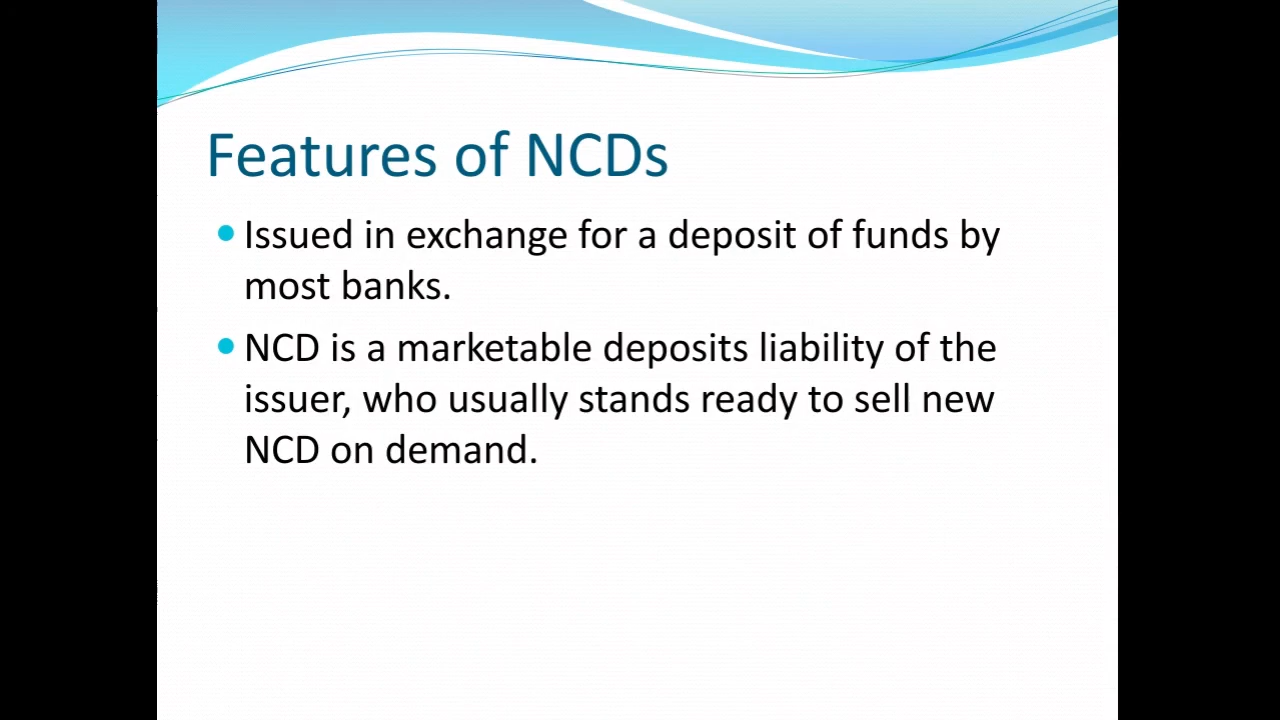 Features of NCDs
• Issued in exchange for a deposit of funds by
most banks.
• NCD is a marketable deposits liability of the
issuer, who usually stands ready to sell new
NCD on demand.